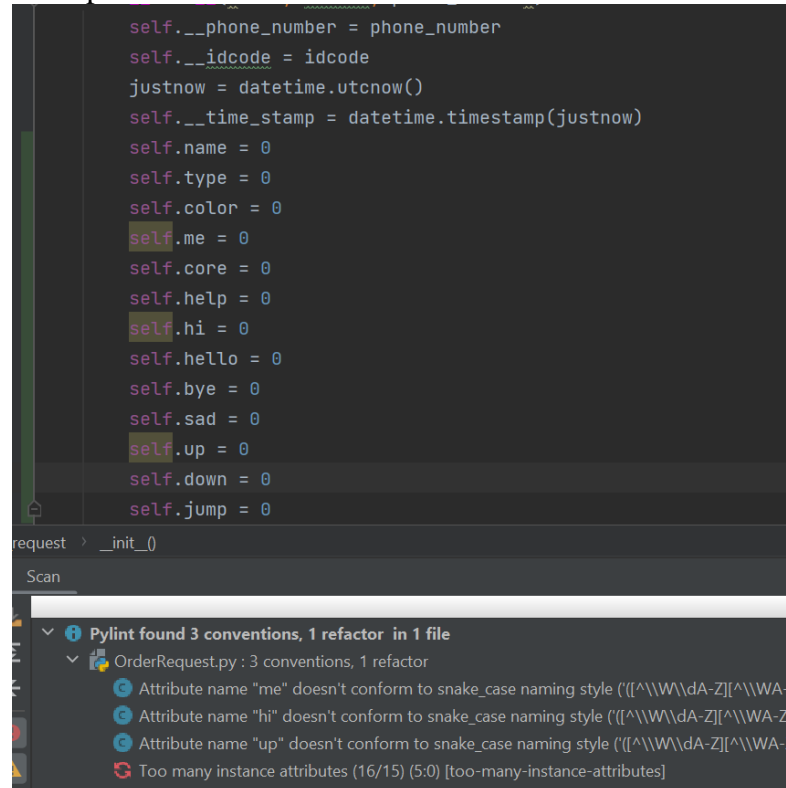 self.__phone_number = phone_number
self.__idcode = idcode
justnow = datetime.utcnow()
self.__time_stamp = datetime.timestamp(justnow)
self.name = 0
self.type = 0
self.color = 0
self.me = 0
self.core = 0
self.help = 0
self.hi = 0
self.hello = 0
self.bye = 0
self.sad = 0
self.up = 0
self.down = 0
self.jump = 0
request › __init__()
Scan
Pylint found 3 conventions, 1 refactor in 1 file
OrderRequest.py : 3 conventions, 1 refactor
Attribute name "me" doesn't conform to snake_case naming style ('([^\\W\\dA-Z][^\\WA-
Attribute name "hi" doesn't conform to snake_case naming style ('([^\\W\\dA-Z][^\\WA-Z
Attribute name "up" doesn't conform to snake_case naming style ('([^\\W\\dA-Z][^\\WA-
Too many instance attributes (16/15) (5:0) [too-many-instance-attributes]